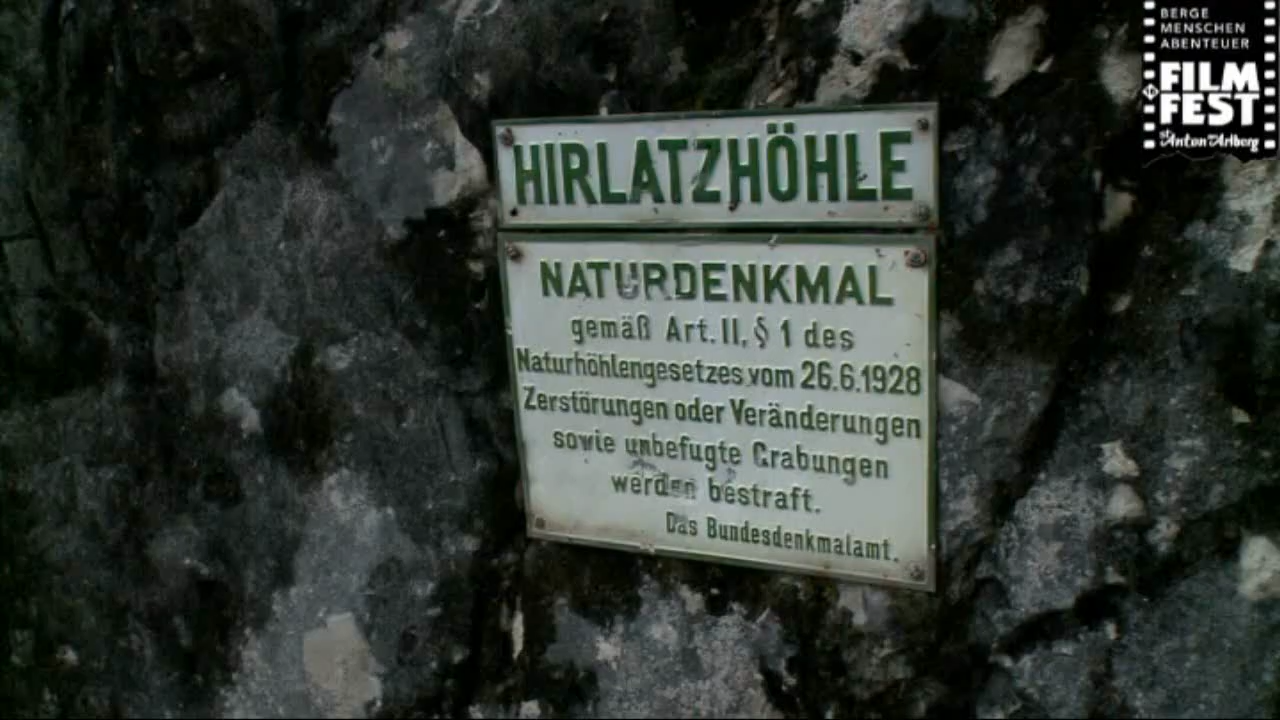 BERGE
MENSCHEN
ABENTEUER
FILM
FEST
St. Anton a/Arlberg
HIRLATZHÖHLE
NATURDENKMAL
gemäß Art. II, § 1 des
Naturhöhlengesetzes vom 26.6.1928
Zerstörungen oder Veränderungen
sowie unbefugte Grabungen
werden bestraft.
Das Bundesdenkmalamt.